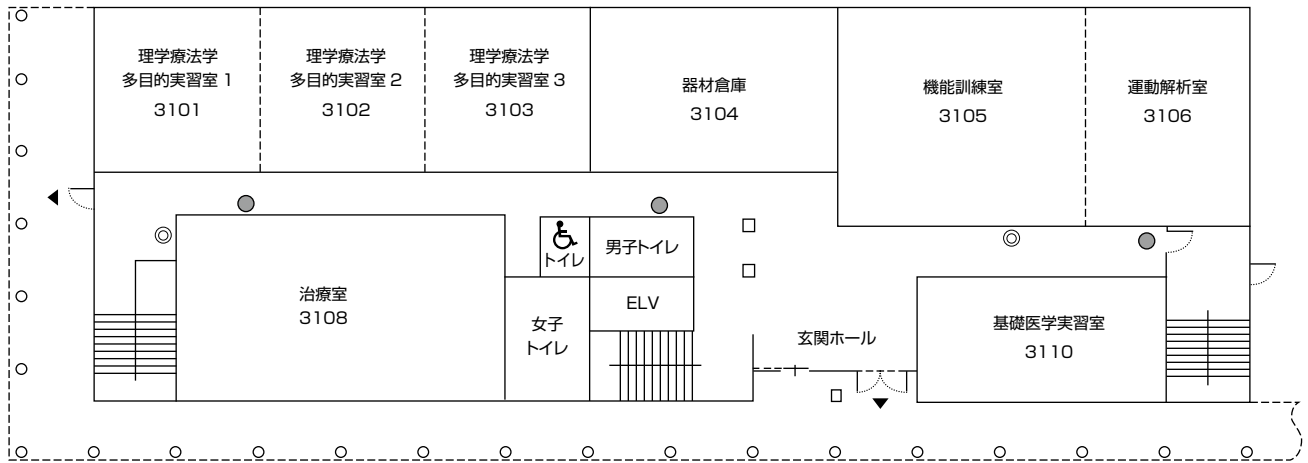 理学療法学
多目的実習室 1
3101
理学療法学
多目的実習室 2
3102
理学療法学
多目的実習室 3
3103
器材倉庫
3104
機能訓練室
3105
運動解析室
3106
治療室
3108
トイレ
男子トイレ
ELV
女子
トイレ
玄関ホール
基礎医学実習室
3110